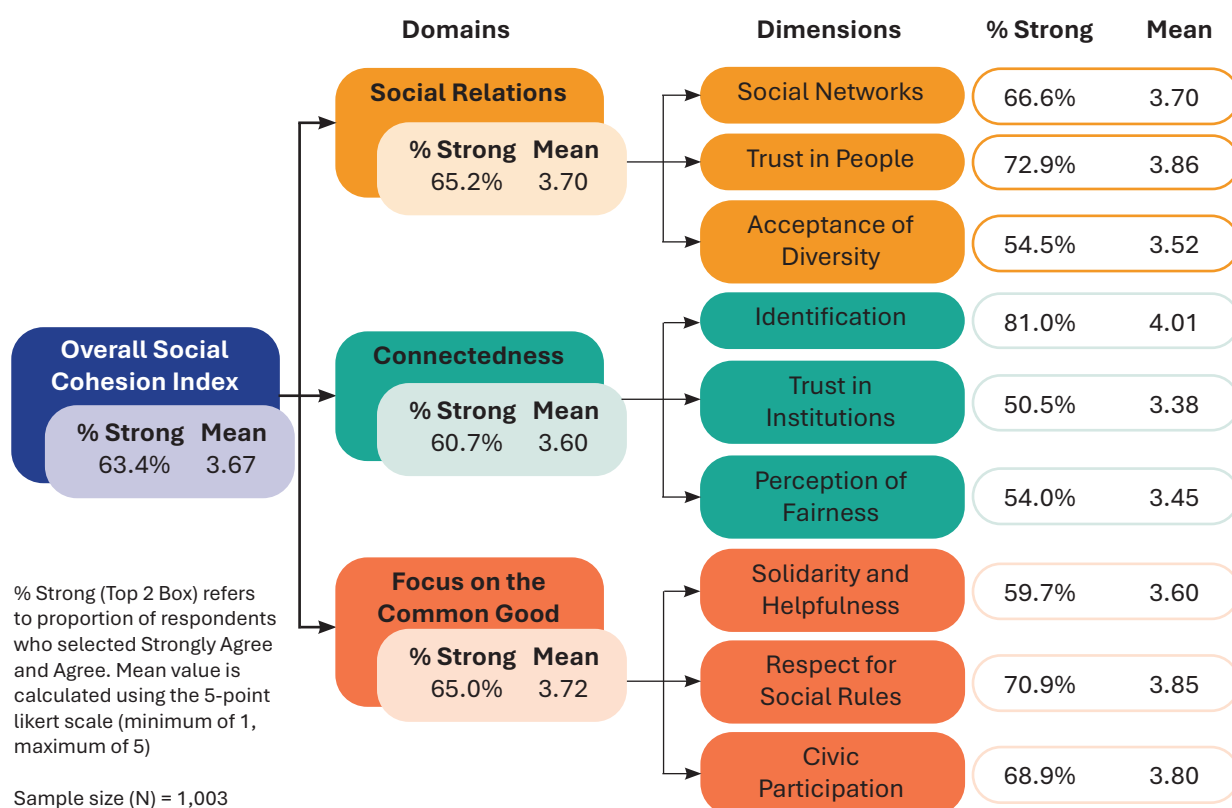 Domains
Dimensions
% Strong Mean
Social Relations
% Strong Mean
65.2% 3.70
Social Networks
66.6% 3.70
Trust in People
72.9% 3.86
Acceptance of
Diversity
54.5% 3.52
Overall Social
Cohesion Index
% Strong Mean
63.4% 3.67
Connectedness
% Strong Mean
60.7% 3.60
Identification
81.0% 4.01
Trust in
Institutions
50.5% 3.38
Perception of
Fairness
54.0% 3.45
Focus on the
Common Good
% Strong Mean
65.0% 3.72
Solidarity and
Helpfulness
59.7% 3.60
Respect for
Social Rules
70.9% 3.85
Civic
Participation
68.9% 3.80
% Strong (Top 2 Box) refers
to proportion of respondents
who selected Strongly Agree
and Agree. Mean value is
calculated using the 5-point
likert scale (minimum of 1,
maximum of 5)
Sample size (N) = 1,003